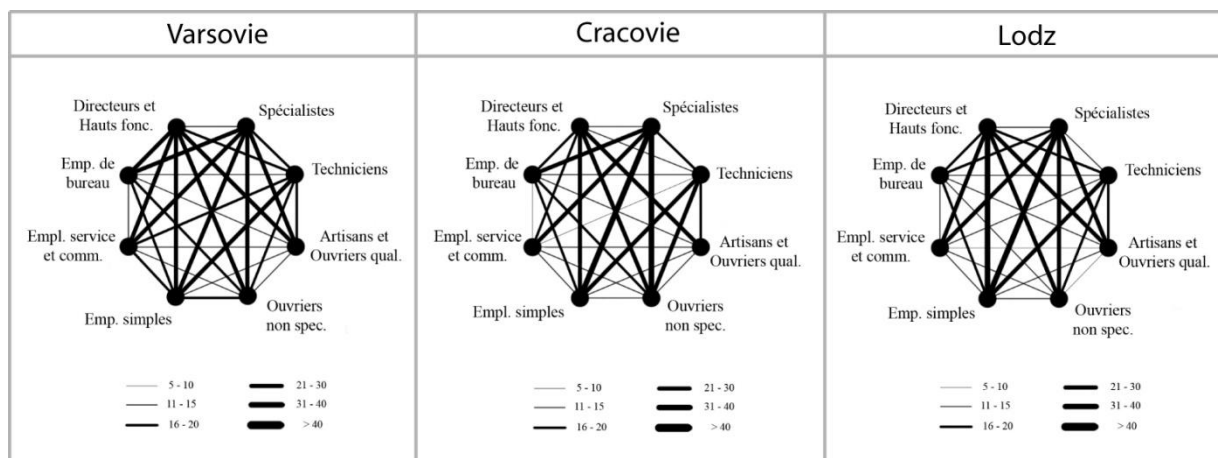 Varsovie
Directeurs et
Hauts fonc.
Spécialistes
Emp. de
bureau
Techniciens
Empl. service
et comm.
Artisans et
Ouvriers qual.
Emp. simples
Ouvriers
non spec.
5 - 10
21 - 30
11 - 15
31 - 40
16 - 20
> 40
Cracovie
Directeurs et
Hauts fonc.
Spécialistes
Emp. de
bureau
Techniciens
Empl. service
et comm.
Artisans et
Ouvriers qual.
Empl. simples
Ouvriers
non spec.
5 - 10
21 - 30
11 - 15
31 - 40
16 - 20
> 40
Lodz
Directeurs et
Hauts fonc.
Spécialistes
Emp. de
bureau
Techniciens
Empl. service
et comm.
Artisans et
Ouvriers qual.
Emp. simples
Ouvriers
non spec.
5 - 10
21 - 30
11 - 15
31 - 40
16 - 20
> 40